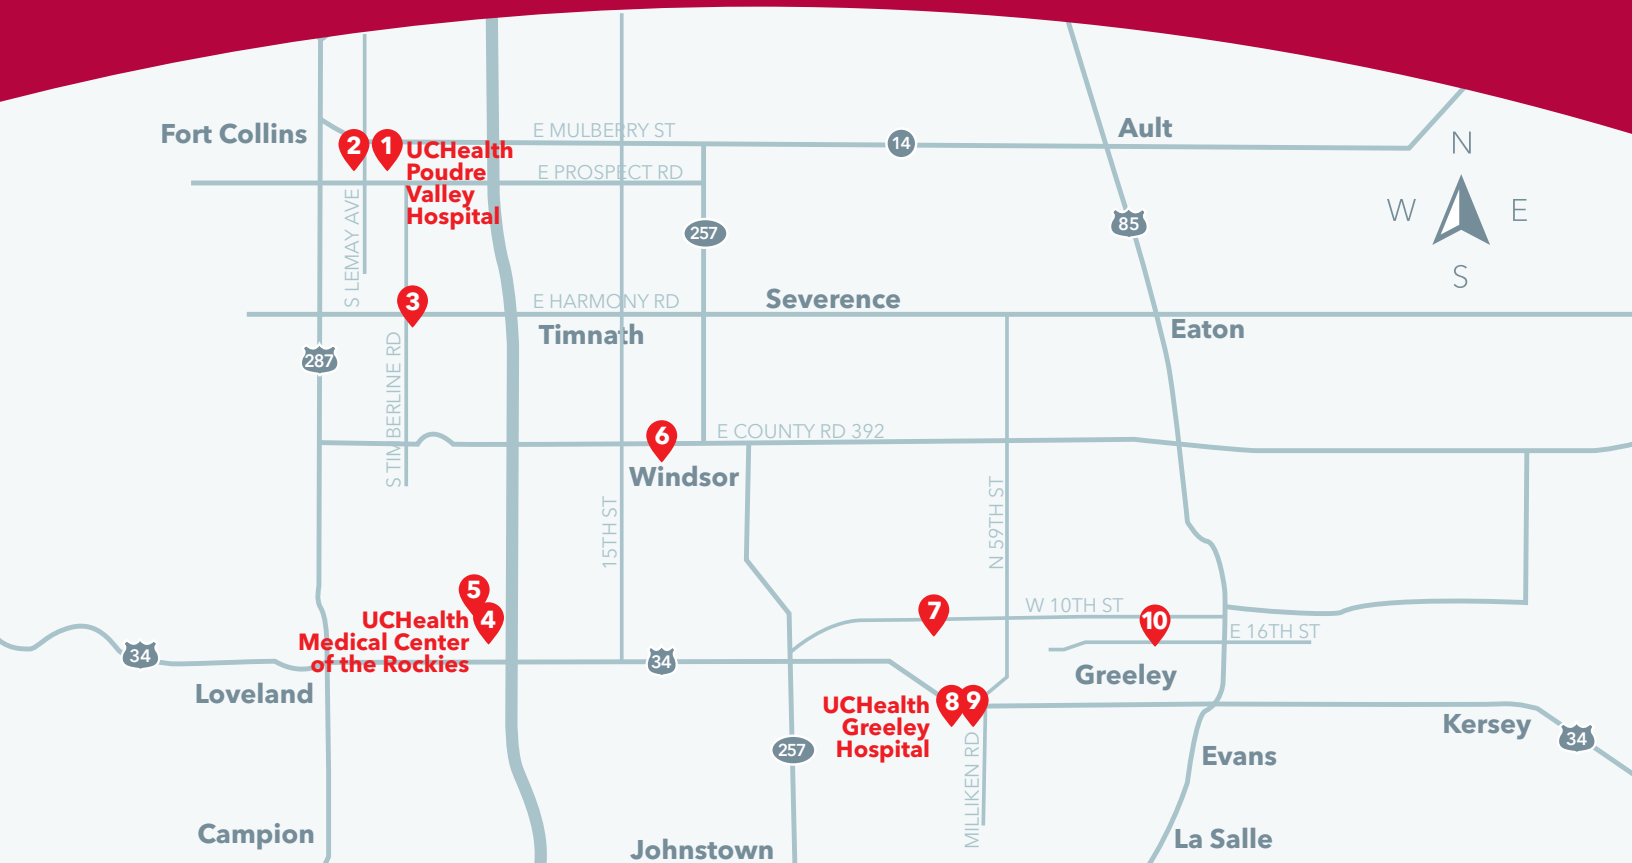 Fort Collins
2
1
UCHealth
Poudre
Valley
Hospital
E MULBERRY ST
14
Ault
N
W
E
S
E PROSPECT RD
S LEMAY AVE
257
85
3
E HARMONY RD
Severence
Timnath
Eaton
287
S TIMBERLINE RD
6
E COUNTY RD 392
Windsor
15TH ST
N 59TH ST
5
4
UCHealth
Medical Center
of the Rockies
7
W 10TH ST
10
E 16TH ST
34
34
Loveland
Greeley
UCHealth
Greeley
Hospital
8
9
Kersey
34
257
MILLIKEN RD
Evans
Campion
Johnstown
La Salle